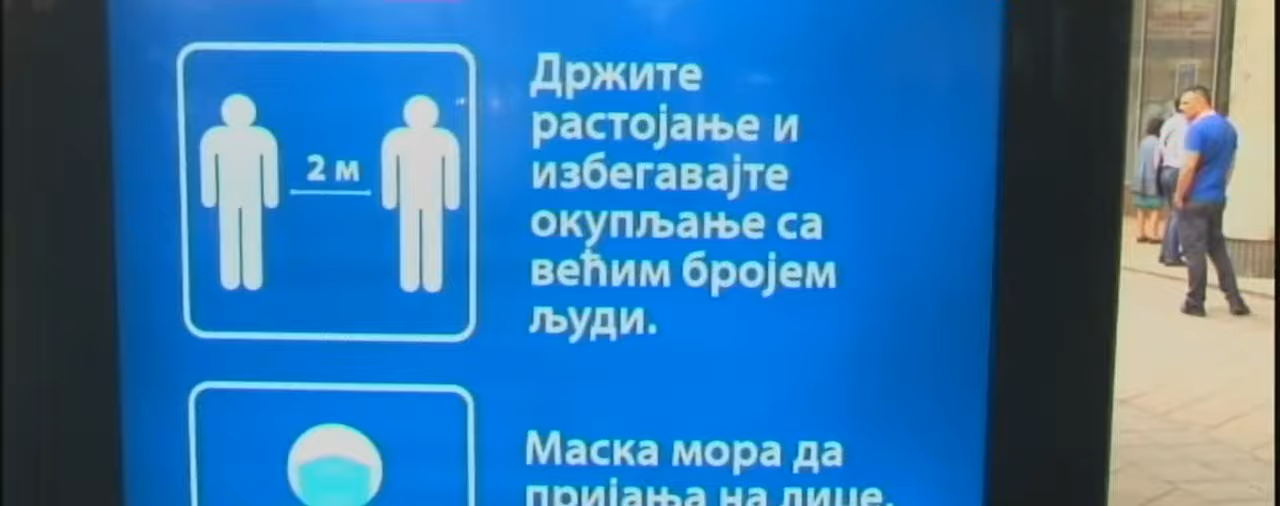 2 м
Држите
растојање и
избегавајте
окупљање са
већим бројем
људи.
Маска мора да
пријања на лице.